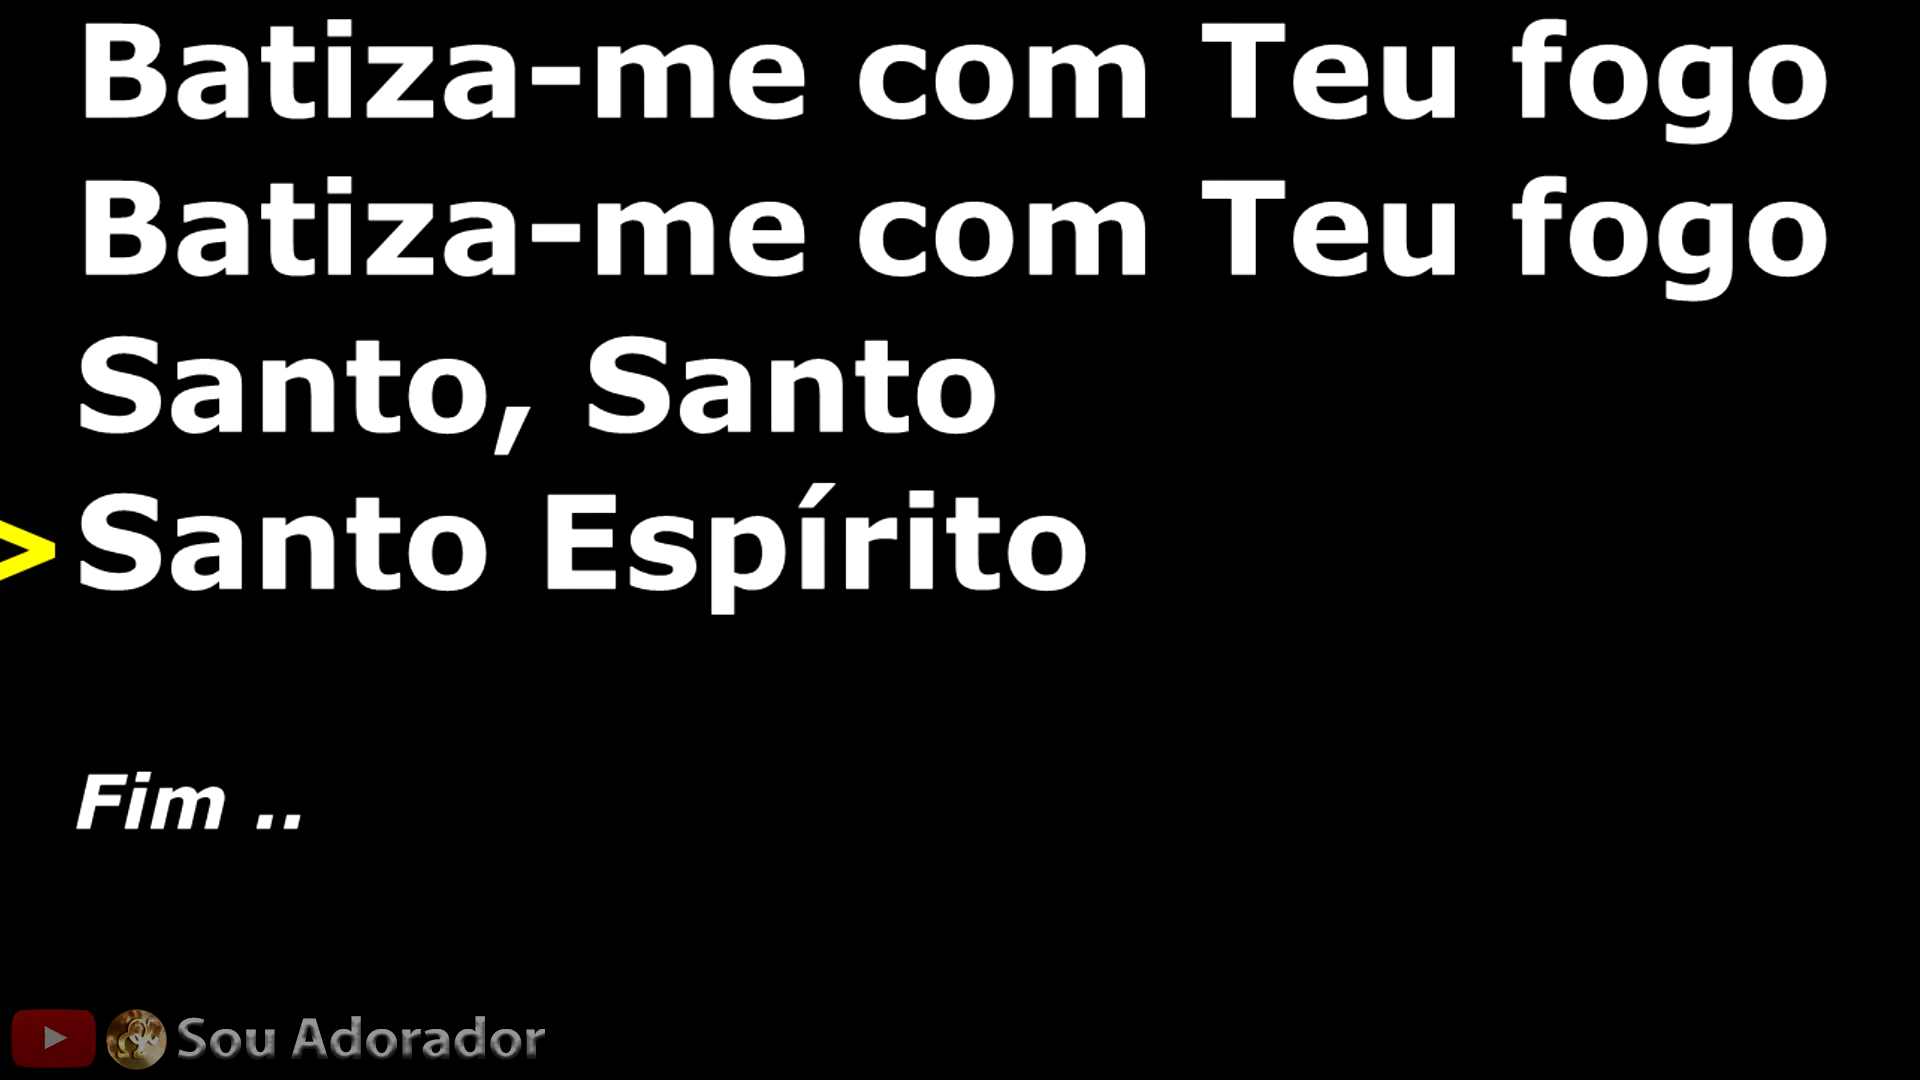 Batiza-me com Teu fogo
Batiza-me com Teu fogo
Santo, Santo
>Santo Espírito
Fim ..
Sou Adorador